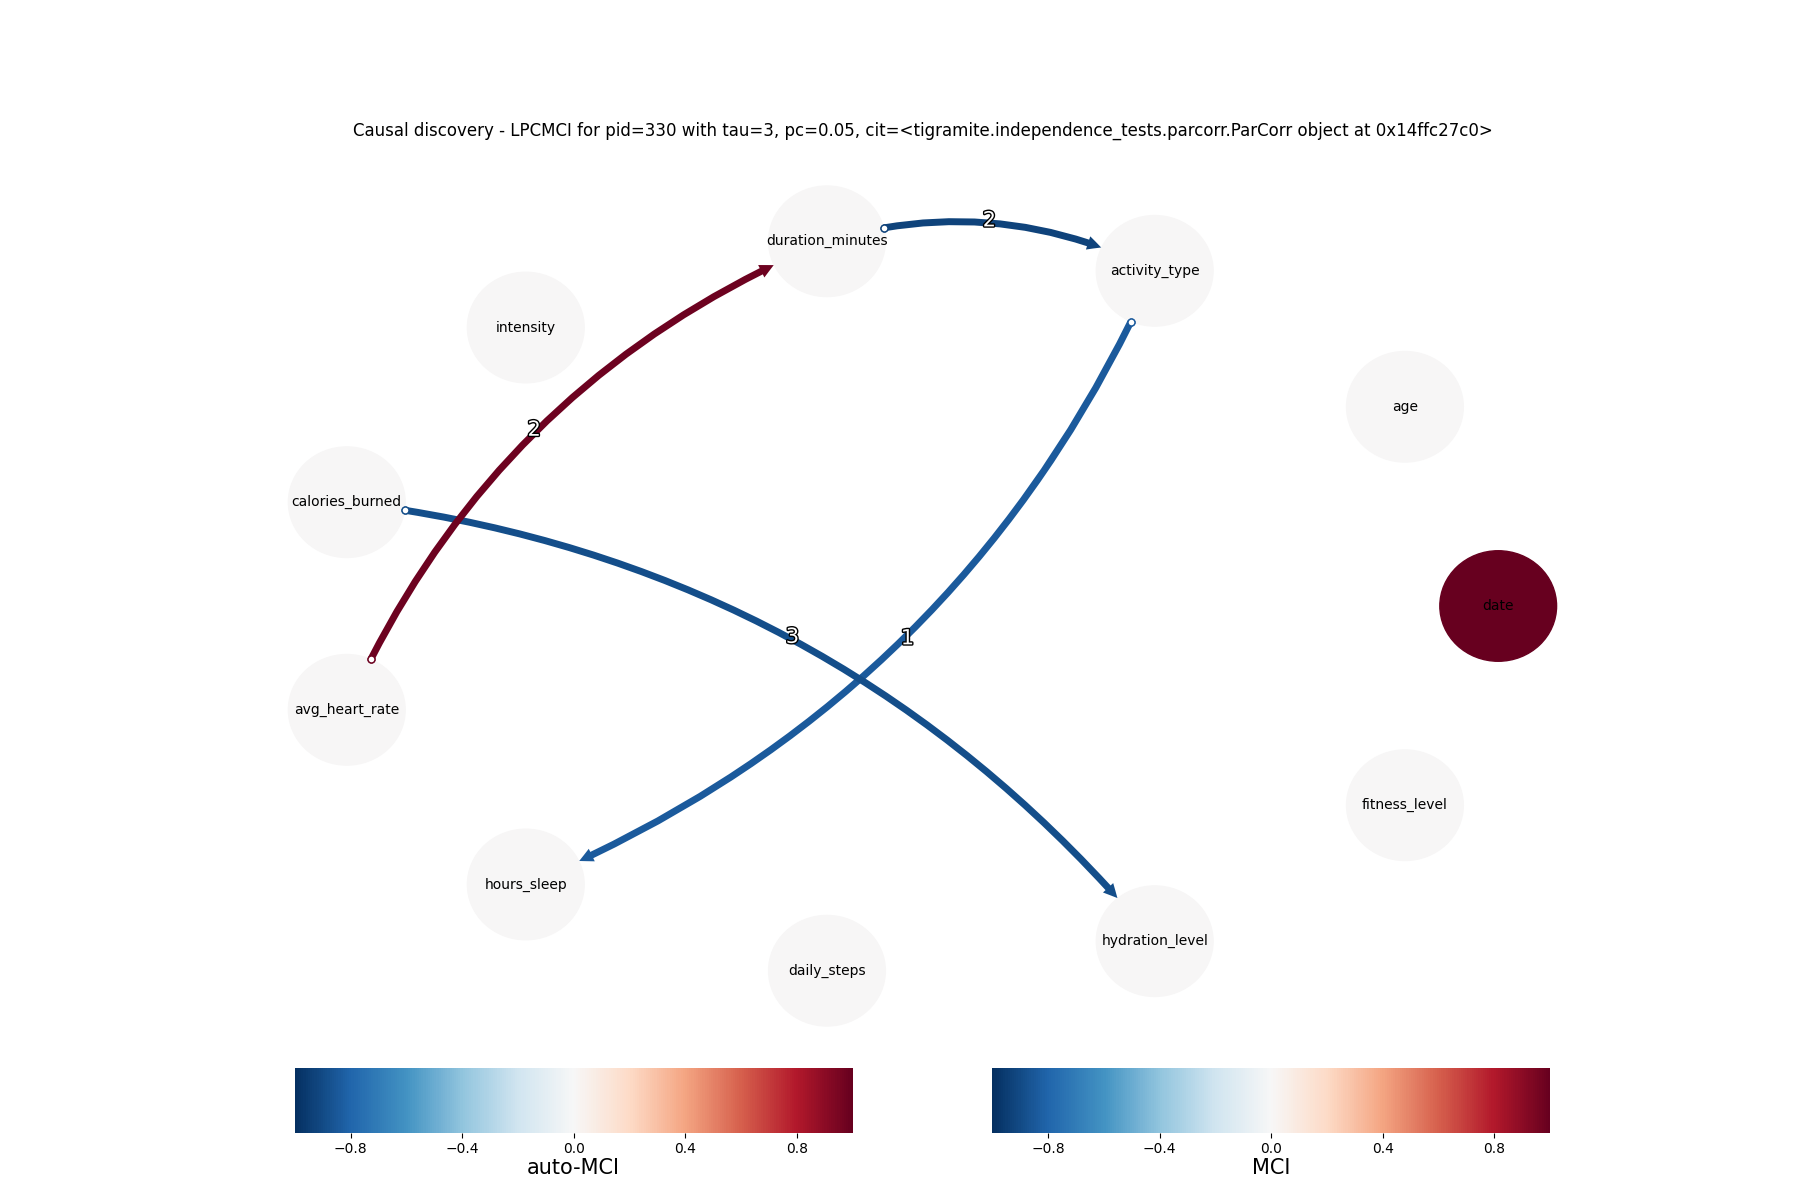 Causal discovery - LPCMCI for pid=330 with tau=3, pc=0.05, cit=<tigramite.independence_tests.parcorr.ParCorr object at 0x14ffc27c0>
2
duration_minutes
activity_type
intensity
age
2
calories_burned
date
3
1
avg_heart_rate
fitness_level
hours_sleep
hydration_level
daily_steps
−0.8 −0.4 0.0 0.4 0.8
auto-MCI
−0.8 −0.4 0.0 0.4 0.8
MCI